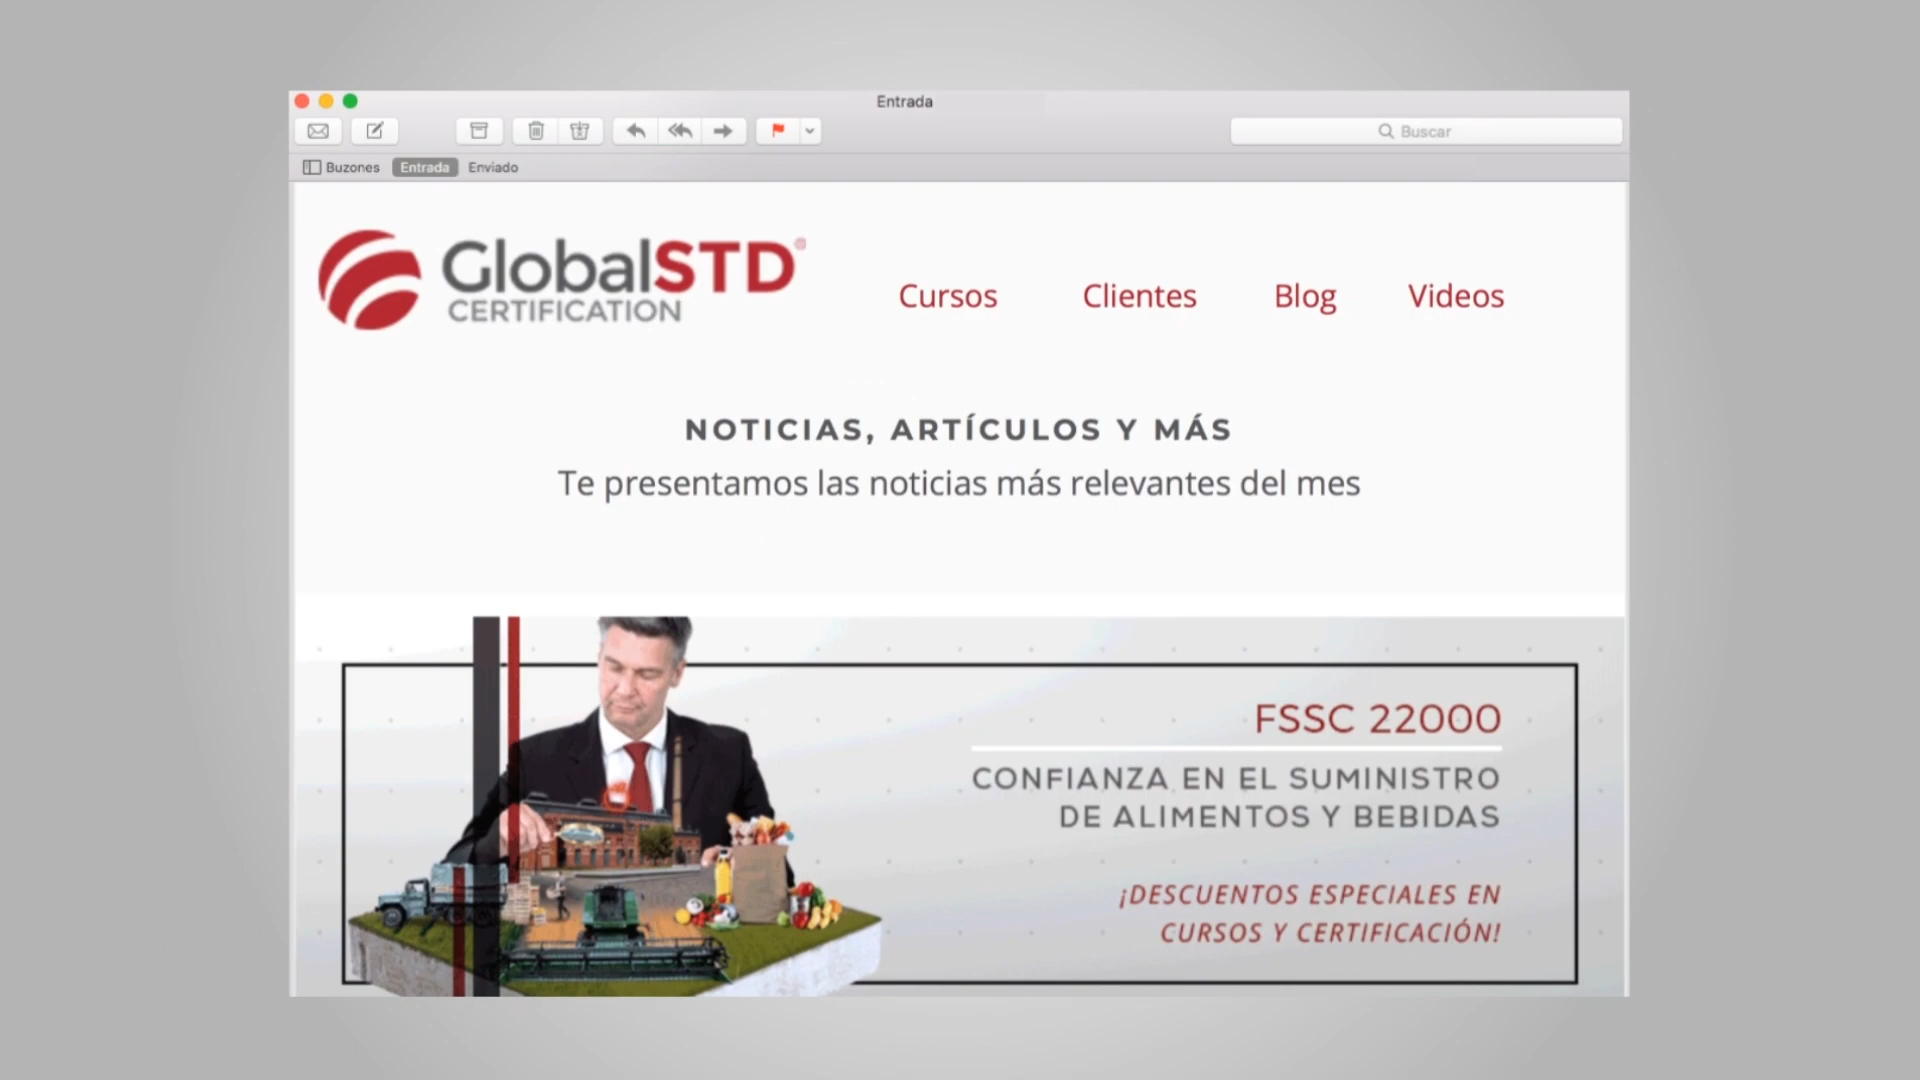 Entrada
Buscar
Buzones Entrada Enviado
GlobalSTD®
CERTIFICATION
Cursos Clientes Blog Videos
NOTICIAS, ARTÍCULOS Y MÁS
Te presentamos las noticias más relevantes del mes
FSSC 22000
CONFIANZA EN EL SUMINISTRO
DE ALIMENTOS Y BEBIDAS
¡DESCUENTOS ESPECIALES EN
CURSOS Y CERTIFICACIÓN!